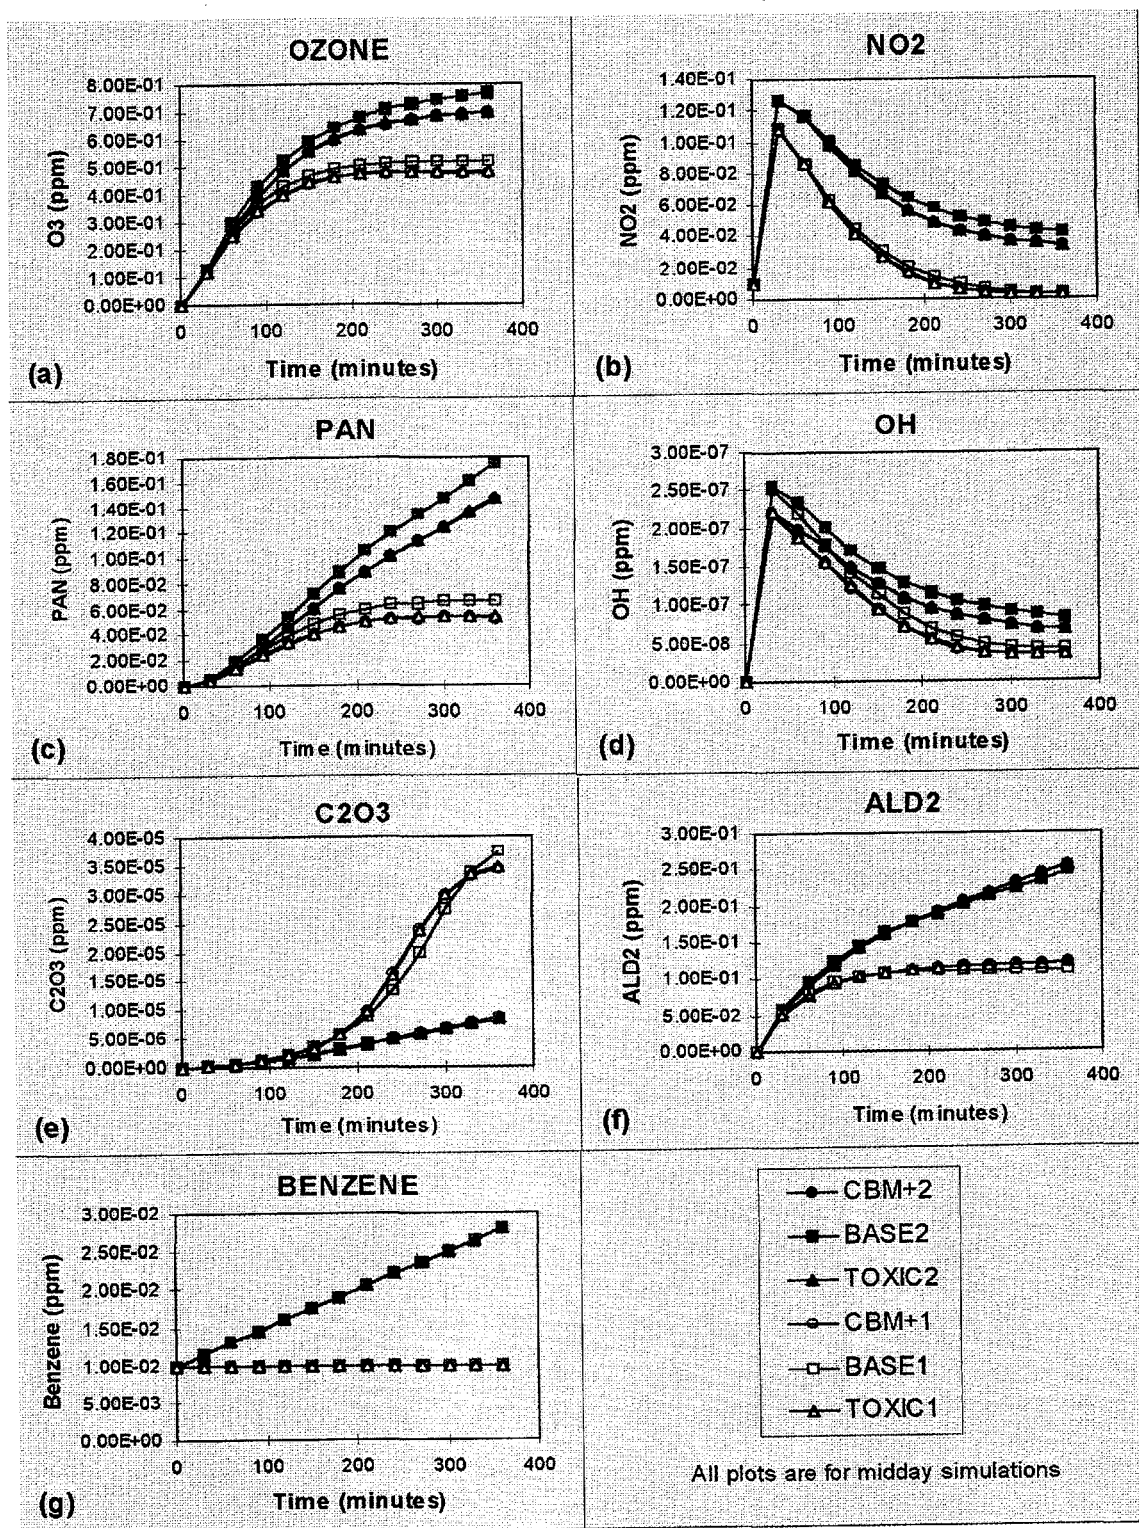 OZONE
8.00E-01
7.00E-01
6.00E-01
5.00E-01
4.00E-01
3.00E-01
2.00E-01
1.00E-01
0.00E+00
O3 (ppm)
0 100 200 300 400
Time (minutes)
(a)
NO2
1.40E-01
1.20E-01
1.00E-01
8.00E-02
6.00E-02
4.00E-02
2.00E-02
0.00E+00
NO2 (ppm)
0 100 200 300 400
Time (minutes)
(b)
PAN
1.80E-01
1.60E-01
1.40E-01
1.20E-01
1.00E-01
8.00E-02
6.00E-02
4.00E-02
2.00E-02
0.00E+00
PAN (ppm)
0 100 200 300 400
Time (minutes)
(c)
OH
3.00E-07
2.50E-07
2.00E-07
1.50E-07
1.00E-07
5.00E-08
0.00E+00
OH (ppm)
0 100 200 300 400
Time (minutes)
(d)
C2O3
4.00E-05
3.50E-05
3.00E-05
2.50E-05
2.00E-05
1.50E-05
1.00E-05
5.00E-06
0.00E+00
C2O3 (ppm)
0 100 200 300 400
Time (minutes)
(e)
ALD2
3.00E-01
2.50E-01
2.00E-01
1.50E-01
1.00E-01
5.00E-02
0.00E+00
ALD2 (ppm)
0 100 200 300 400
Time (minutes)
(f)
BENZENE
3.00E-02
2.50E-02
2.00E-02
1.50E-02
1.00E-02
5.00E-03
0.00E+00
Benzene (ppm)
0 100 200 300 400
Time (minutes)
(g)
CBM+2
BASE2
TOXIC2
CBM+1
BASE1
TOXIC1
All plots are for midday simulations